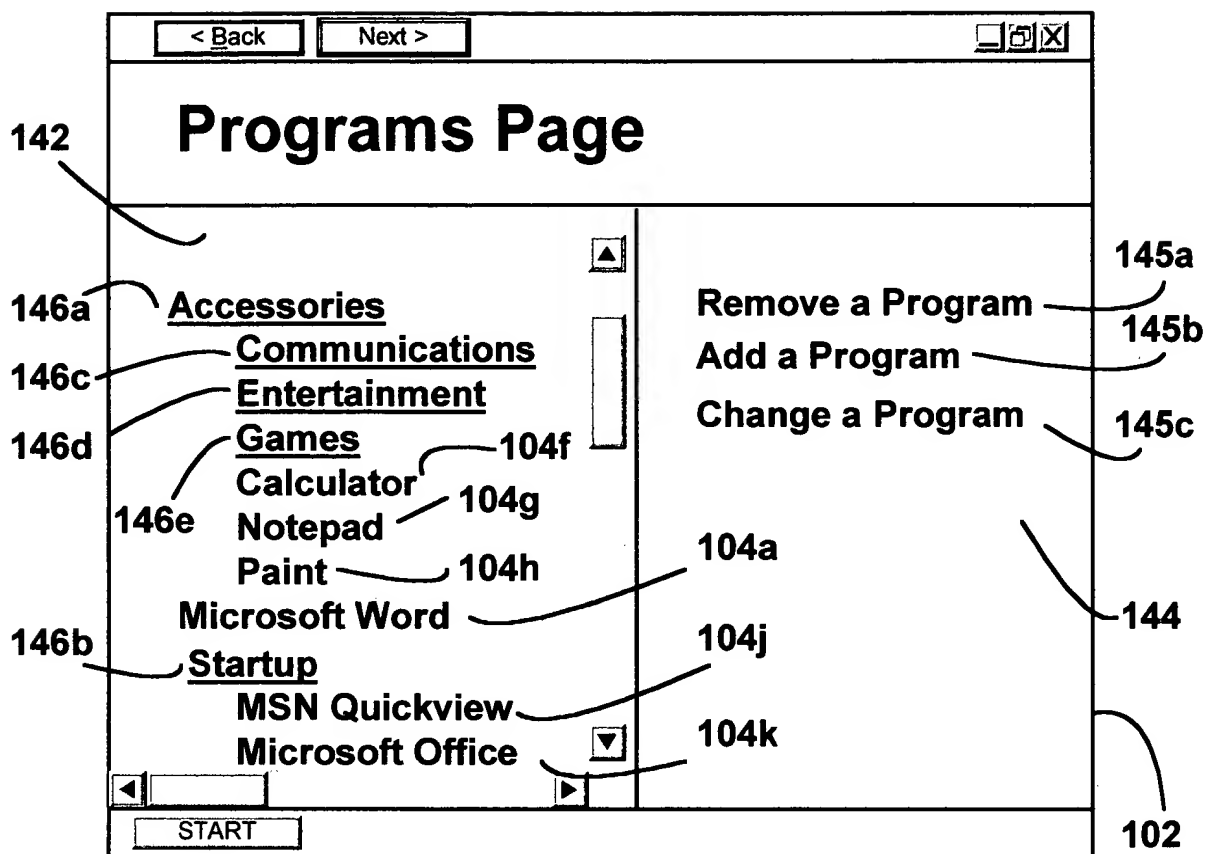 < Back Next >
Programs Page
142
146a Accessories
146c Communications
146d Entertainment
146e Games
Calculator 104f
Notepad 104g
Paint 104h
Microsoft Word 104a
146b Startup
MSN Quickview 104j
Microsoft Office 104k
Remove a Program 145a
Add a Program 145b
Change a Program 145c
144
START
102